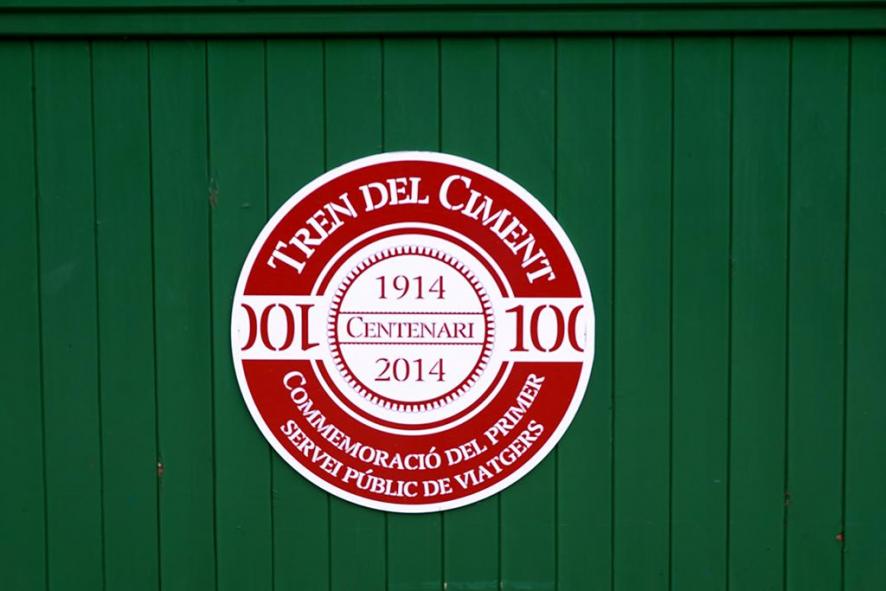 TREN DEL CIMENT
1914
CENTENARI
2014
100
100
COMMEMORACIÓ DEL PRIMER
SERVEI PÚBLIC DE VIATGERS